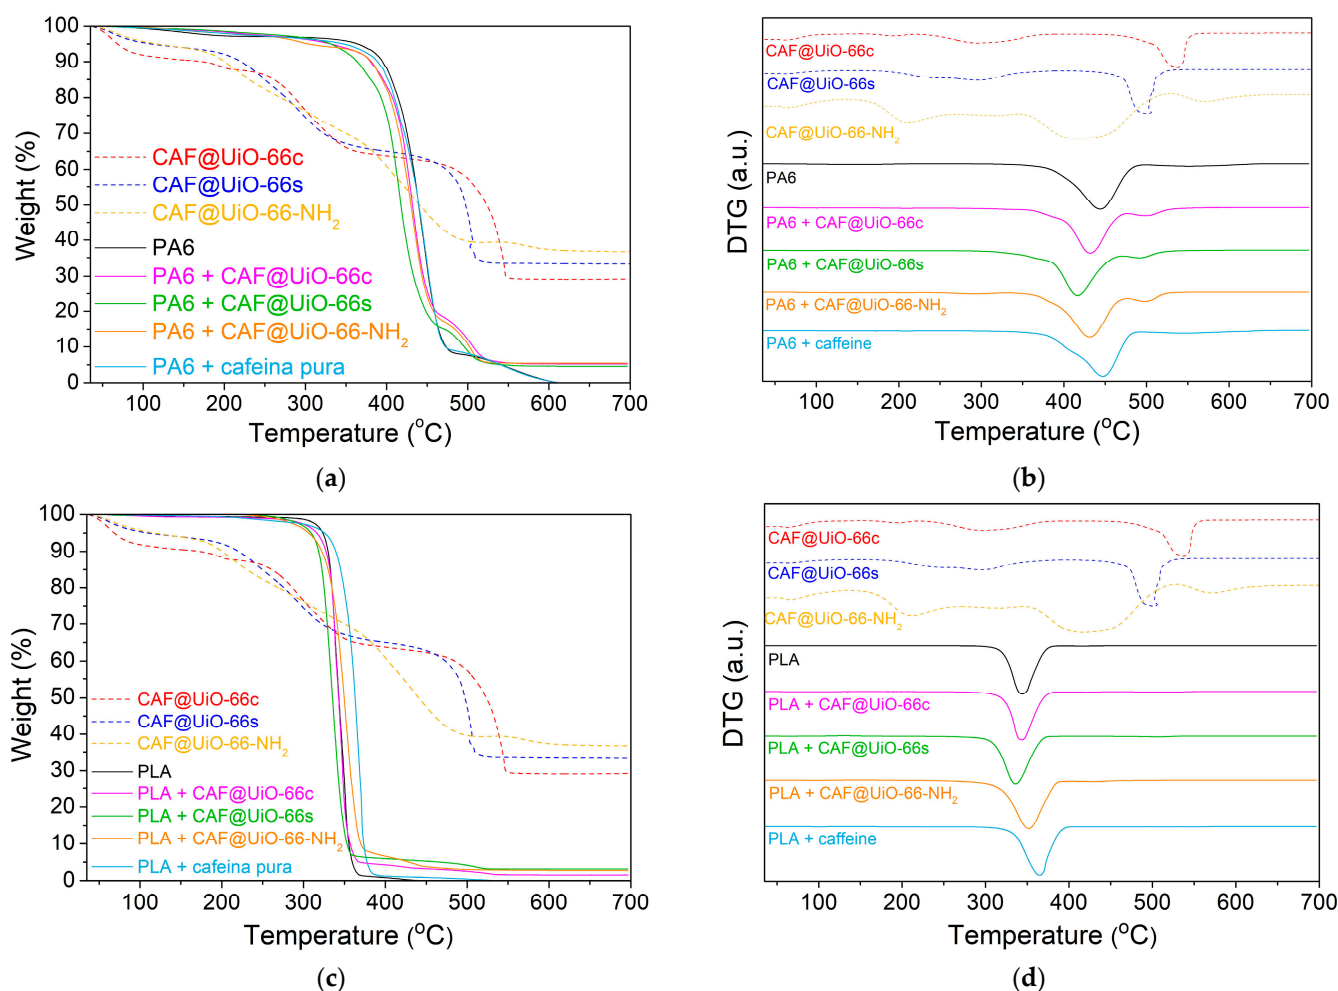 100
90
80
70
60
50
40
30
20
10
0
Weight (%)
CAF@UiO-66c
CAF@UiO-66s
CAF@UiO-66-NH₂
PA6
PA6 + CAF@UiO-66c
PA6 + CAF@UiO-66s
PA6 + CAF@UiO-66-NH₂
PA6 + cafeina pura
100 200 300 400 500 600 700
Temperature (°C)
(a)
DTG (a.u.)
CAF@UiO-66c
CAF@UiO-66s
CAF@UiO-66-NH₂
PA6
PA6 + CAF@UiO-66c
PA6 + CAF@UiO-66s
PA6 + CAF@UiO-66-NH₂
PA6 + caffeine
100 200 300 400 500 600 700
Temperature (°C)
(b)
100
90
80
70
60
50
40
30
20
10
0
Weight (%)
CAF@UiO-66c
CAF@UiO-66s
CAF@UiO-66-NH₂
PLA
PLA + CAF@UiO-66c
PLA + CAF@UiO-66s
PLA + CAF@UiO-66-NH₂
PLA + cafeina pura
100 200 300 400 500 600 700
Temperature (°C)
(c)
DTG (a.u.)
CAF@UiO-66c
CAF@UiO-66s
CAF@UiO-66-NH₂
PLA
PLA + CAF@UiO-66c
PLA + CAF@UiO-66s
PLA + CAF@UiO-66-NH₂
PLA + caffeine
100 200 300 400 500 600 700
Temperature (°C)
(d)